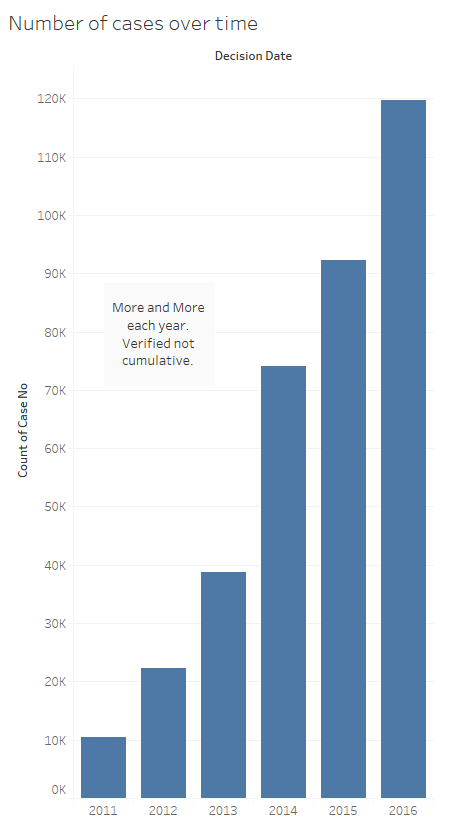 Number of cases over time
Decision Date
120K
110K
100K
90K
80K
70K
60K
50K
40K
30K
20K
10K
0K
Count of Case No
More and More
each year.
Verified not
cumulative.
2011 2012 2013 2014 2015 2016